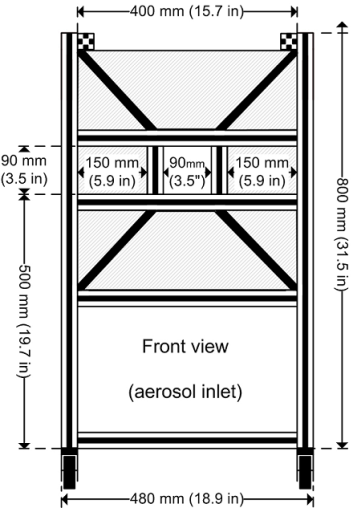 400 mm (15.7 in)
90 mm
(3.5 in)
150 mm
(5.9 in)
90mm
(3.5")
150 mm
(5.9 in)
800 mm (31.5 in)
500 mm (19.7 in)
Front view
(aerosol inlet)
480 mm (18.9 in)